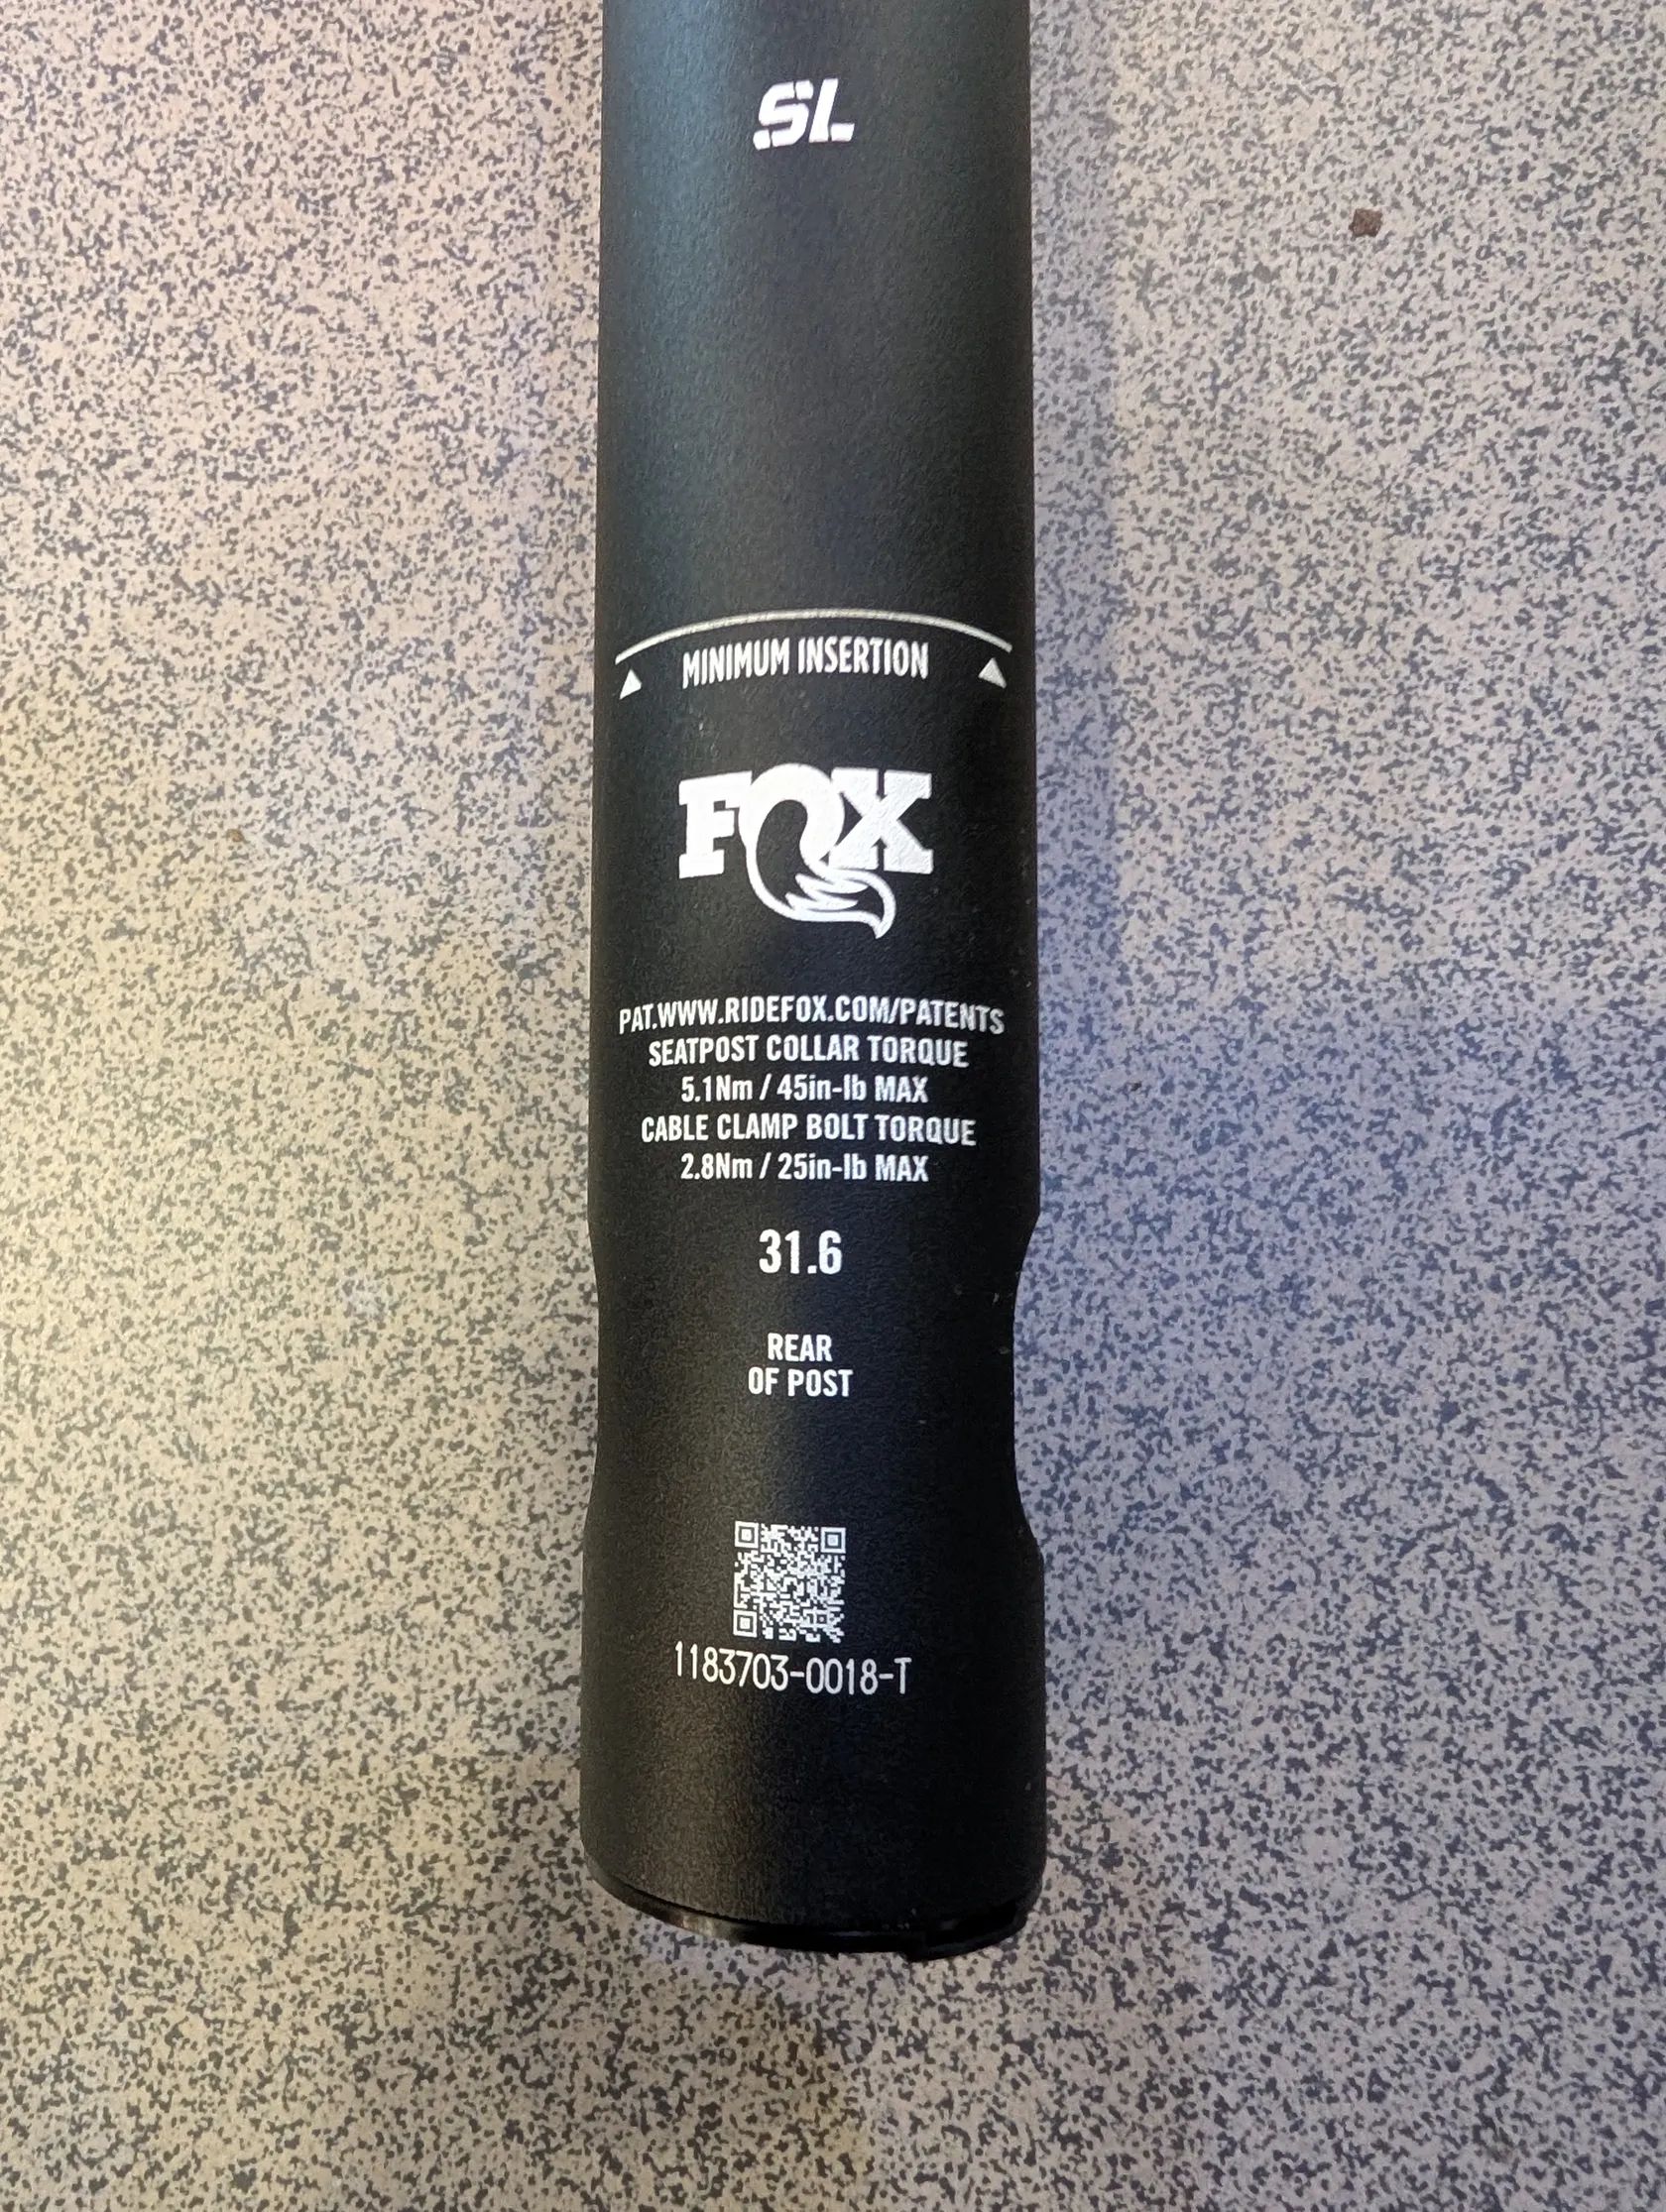 SL
MINIMUM INSERTION
FOX
PAT.WWW.RIDEFOX.COM/PATENTS
SEATPOST COLLAR TORQUE
5.1Nm / 45in-lb MAX
CABLE CLAMP BOLT TORQUE
2.8Nm / 25in-lb MAX
31.6
REAR
OF POST
1183703-0018-T